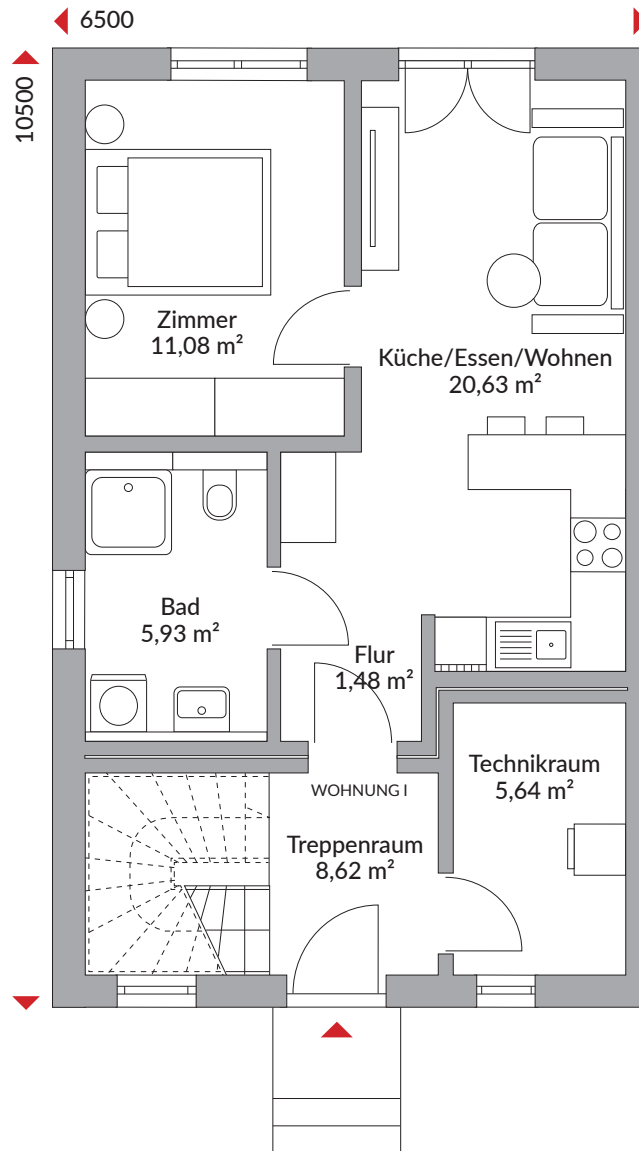 6500
10500
Zimmer
11,08 m²
Küche/Essen/Wohnen
20,63 m²
Bad
5,93 m²
Flur
1,48 m²
Technikraum
5,64 m²
WOHNUNG I
Treppenraum
8,62 m²